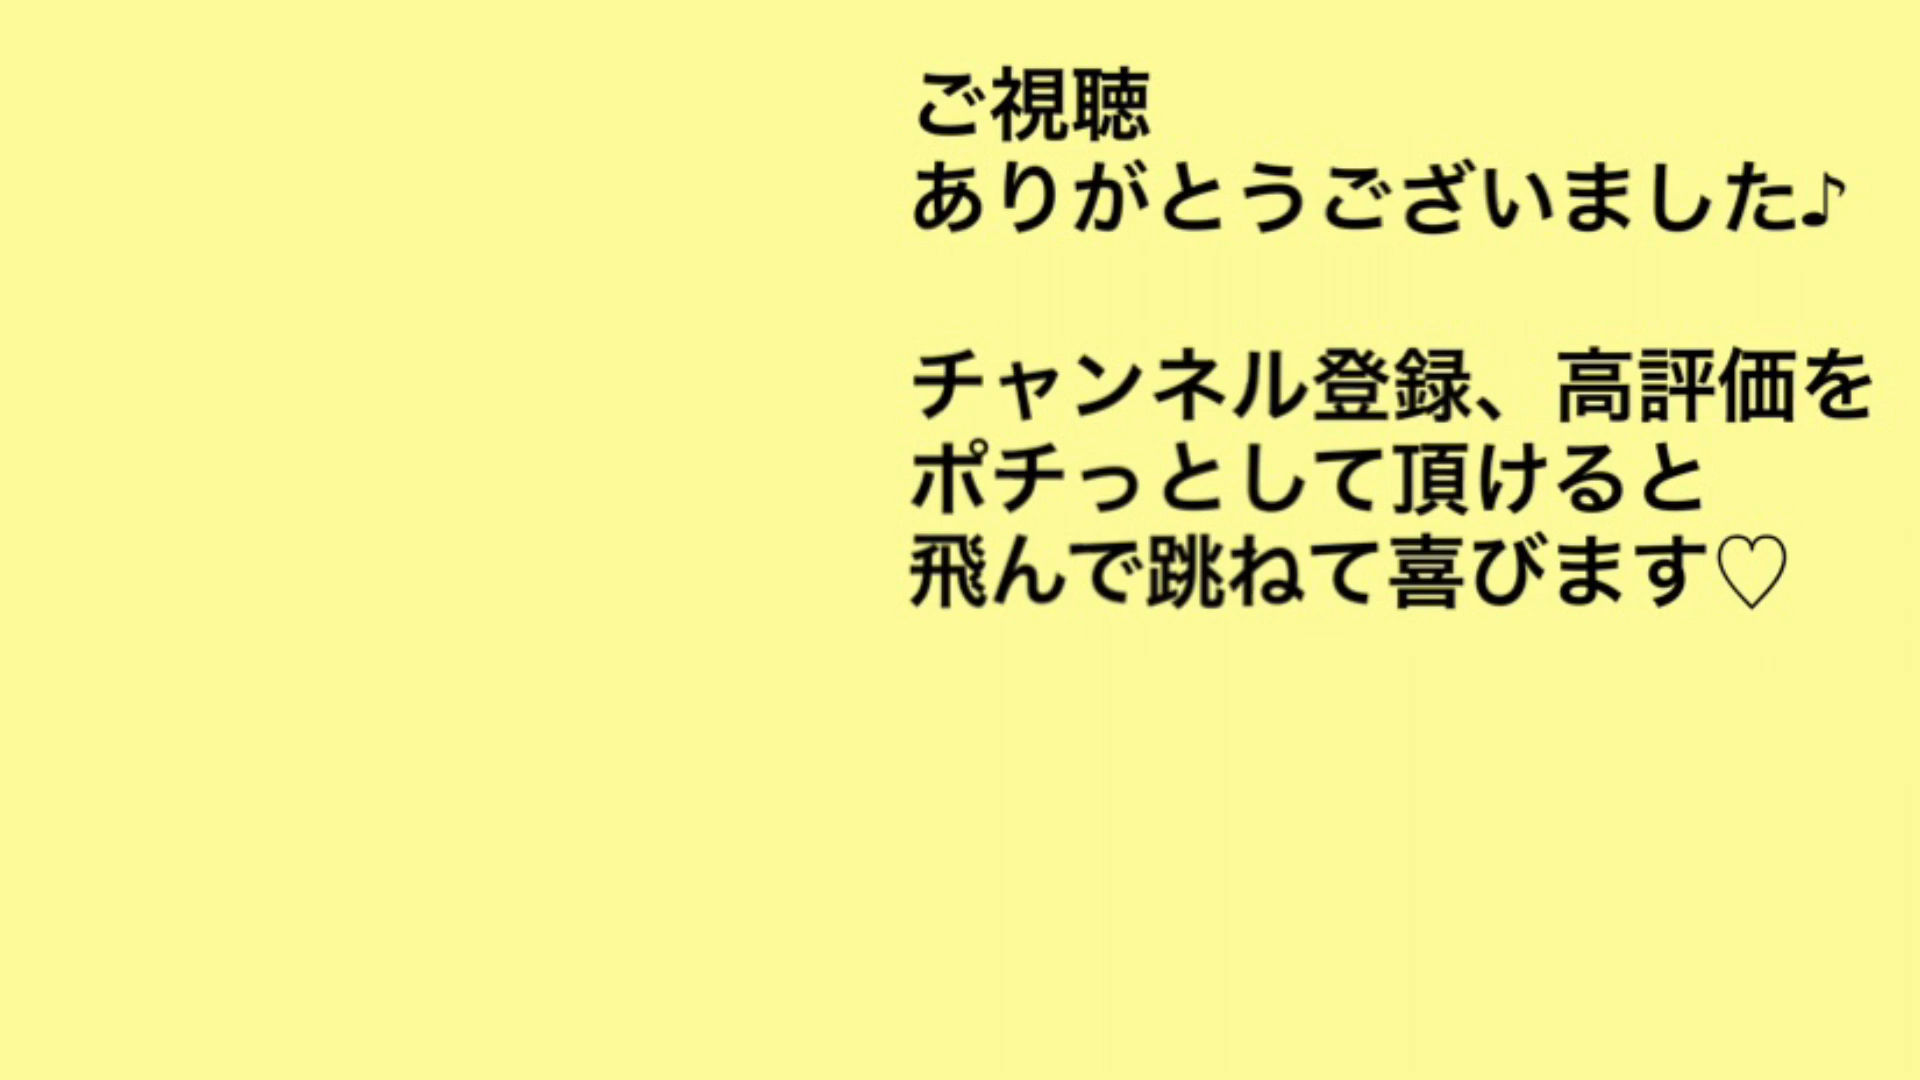 ご視聴
ありがとうございました♪
チャンネル登録、高評価を
ポチっとして頂けると
飛んで跳ねて喜びます♡